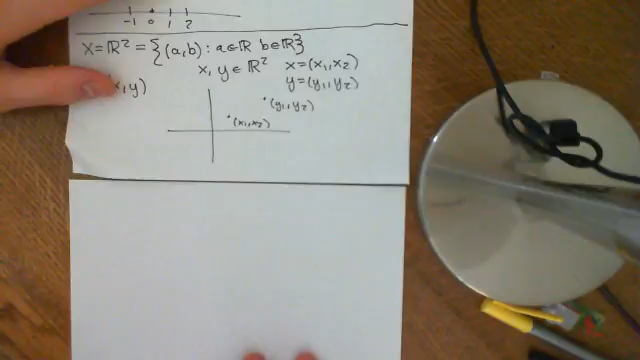 -1 0 1 2
X = ℝ² = {(a,b) : a∈ℝ b∈ℝ}
x, y ∈ ℝ² x = (x₁,x₂)
y = (y₁,y₂)
x,y)
(y₁,y₂)
(x₁,x₂)